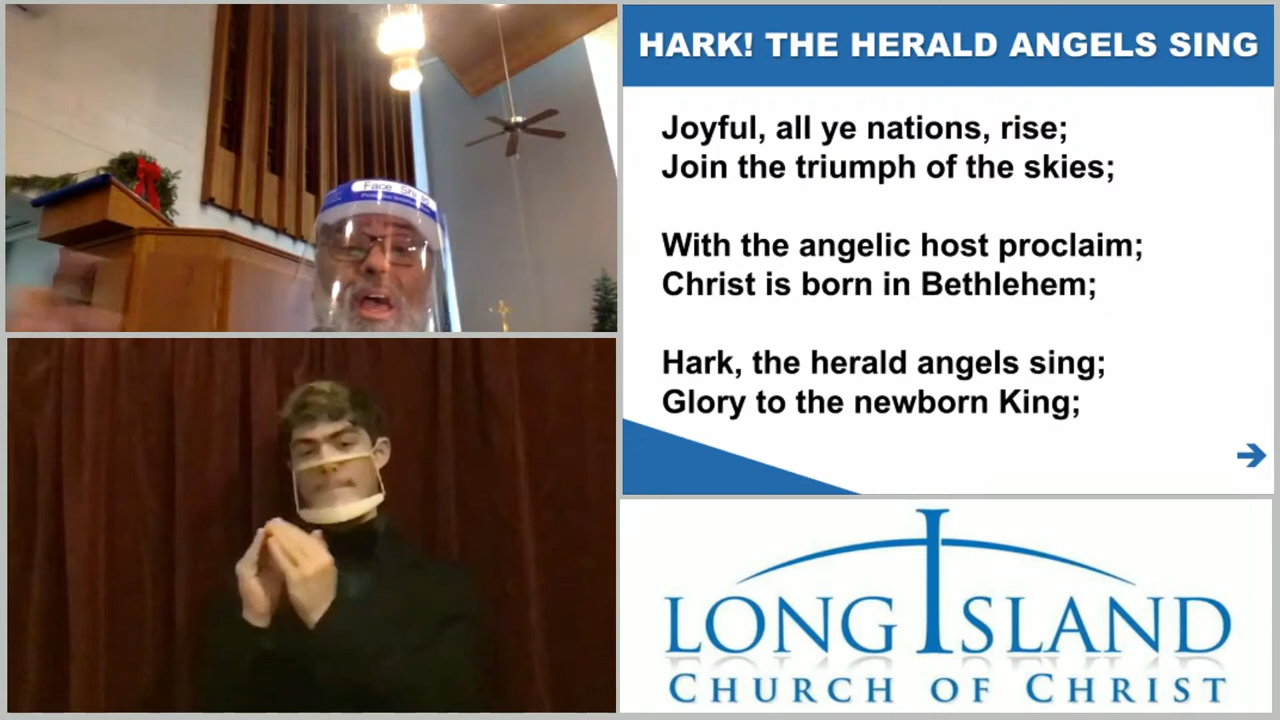 Face Shield
HARK! THE HERALD ANGELS SING
Joyful, all ye nations, rise;
Join the triumph of the skies;
With the angelic host proclaim;
Christ is born in Bethlehem;
Hark, the herald angels sing;
Glory to the newborn King;
LONG ISLAND
CHURCH OF CHRIST